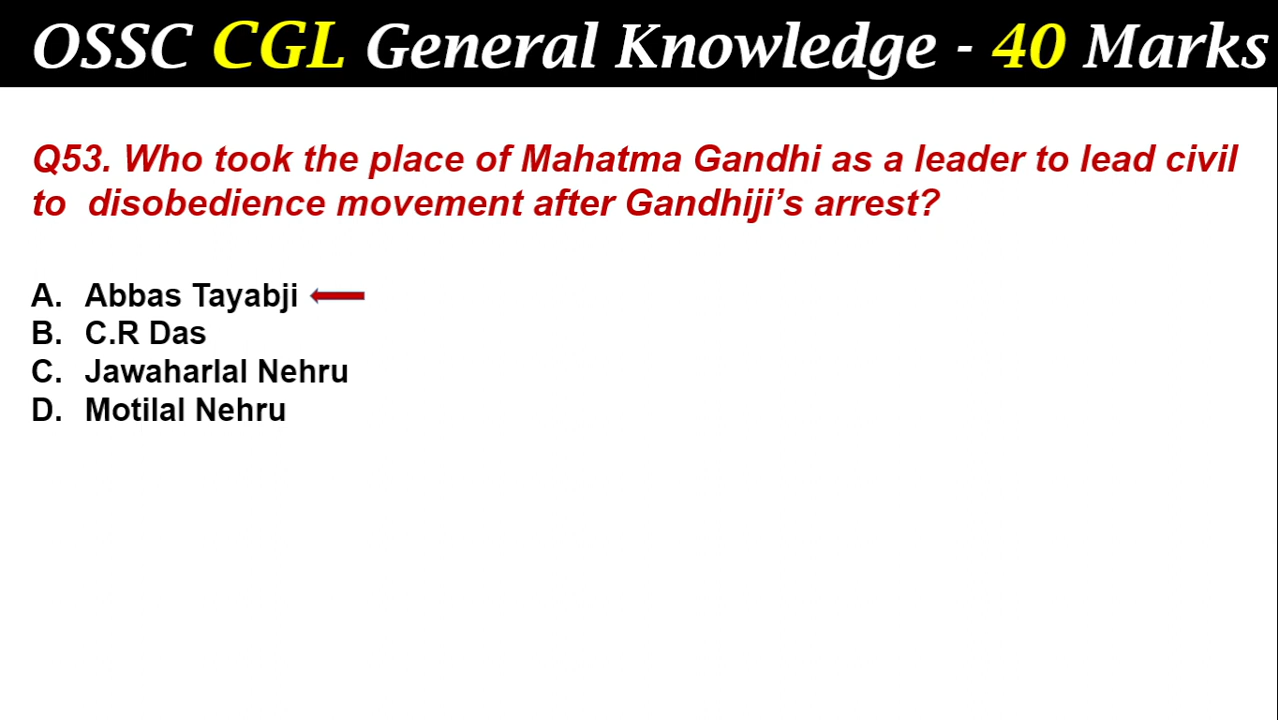 OSSC CGL General Knowledge - 40 Marks
Q53. Who took the place of Mahatma Gandhi as a leader to lead civil
to disobedience movement after Gandhiji’s arrest?
A. Abbas Tayabji
B. C.R Das
C. Jawaharlal Nehru
D. Motilal Nehru